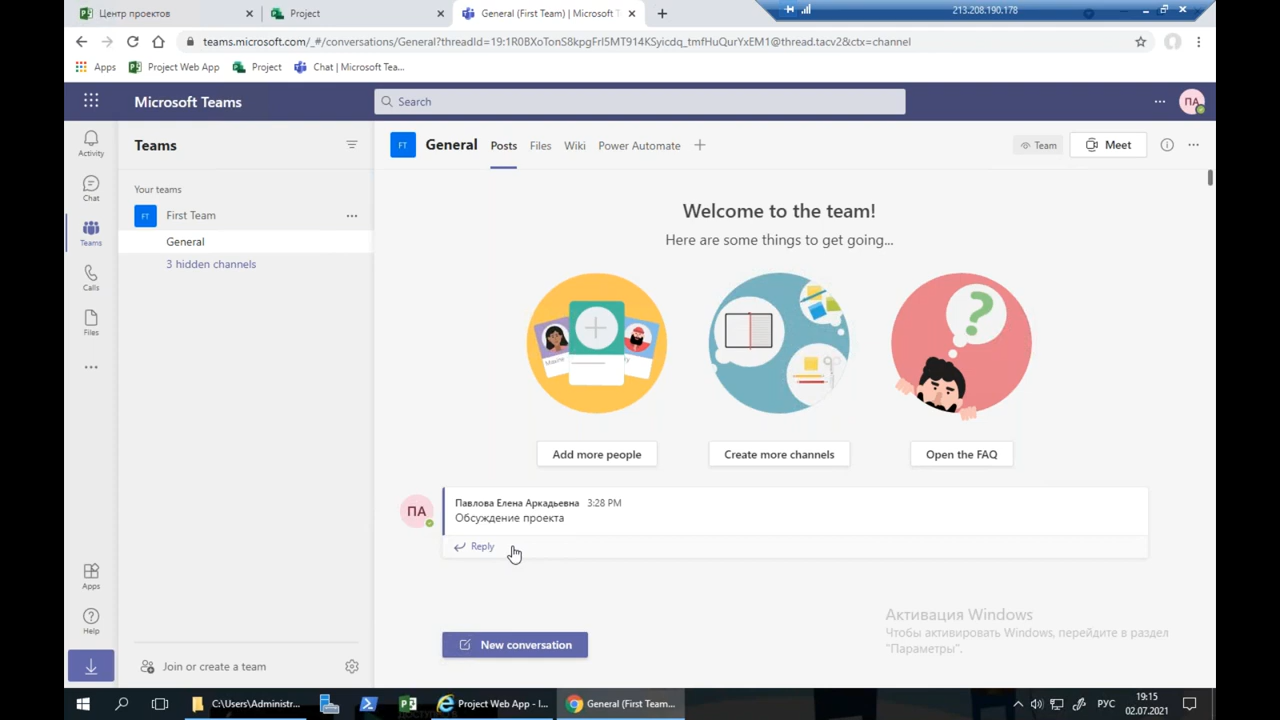 Центр проектов
Project
General (First Team) | Microsoft T
213.208.190.178
teams.microsoft.com/_#/conversations/General?threadId=19:1R0BXoTonS8kpgFrI5MT914KSyicdq_tmfHuQurYxEM1@thread.tacv2&ctx=channel
Apps
Project Web App
Project
Chat | Microsoft Tea...
Microsoft Teams
Search
ПА
Activity
Chat
Teams
Calls
Files
Apps
Help
Teams
Your teams
FT
First Team
General
3 hidden channels
Join or create a team
FT
General
Posts
Files
Wiki
Power Automate
Team
Meet
Welcome to the team!
Here are some things to get going...
Maxine
Add more people
Create more channels
Open the FAQ
ПА
Павлова Елена Аркадьевна 3:28 PM
Обсуждение проекта
Reply
New conversation
Активация Windows
Чтобы активировать Windows, перейдите в раздел
"Параметры".
C:\Users\Administr...
Project Web App - I...
General (First Team...
РУС
19:15
02.07.2021